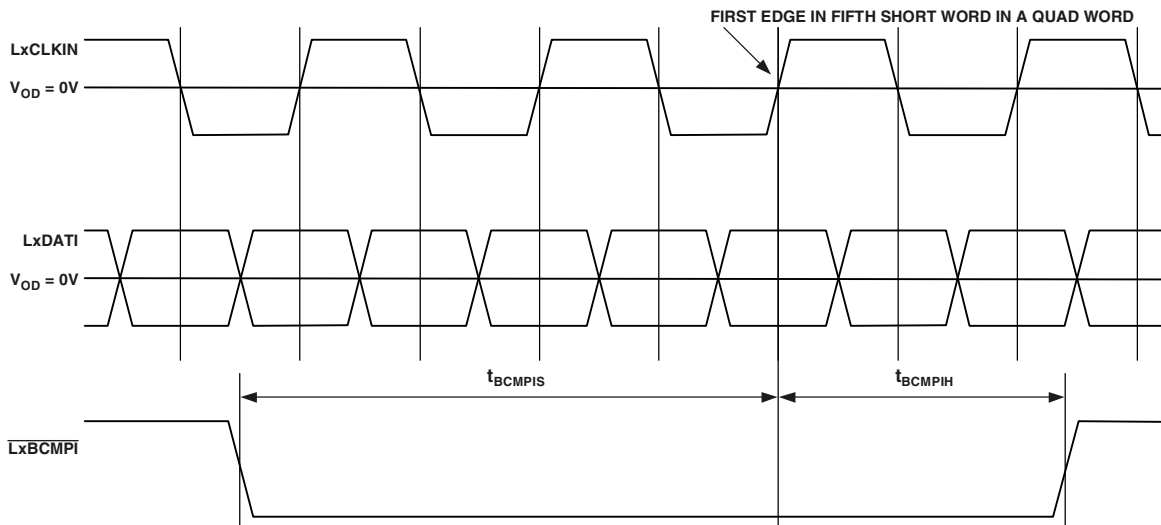 FIRST EDGE IN FIFTH SHORT WORD IN A QUAD WORD
LxCLKIN
VOD = 0V
LxDATI
VOD = 0V
tBCMPIS
tBCMPIH
LxBCMPI